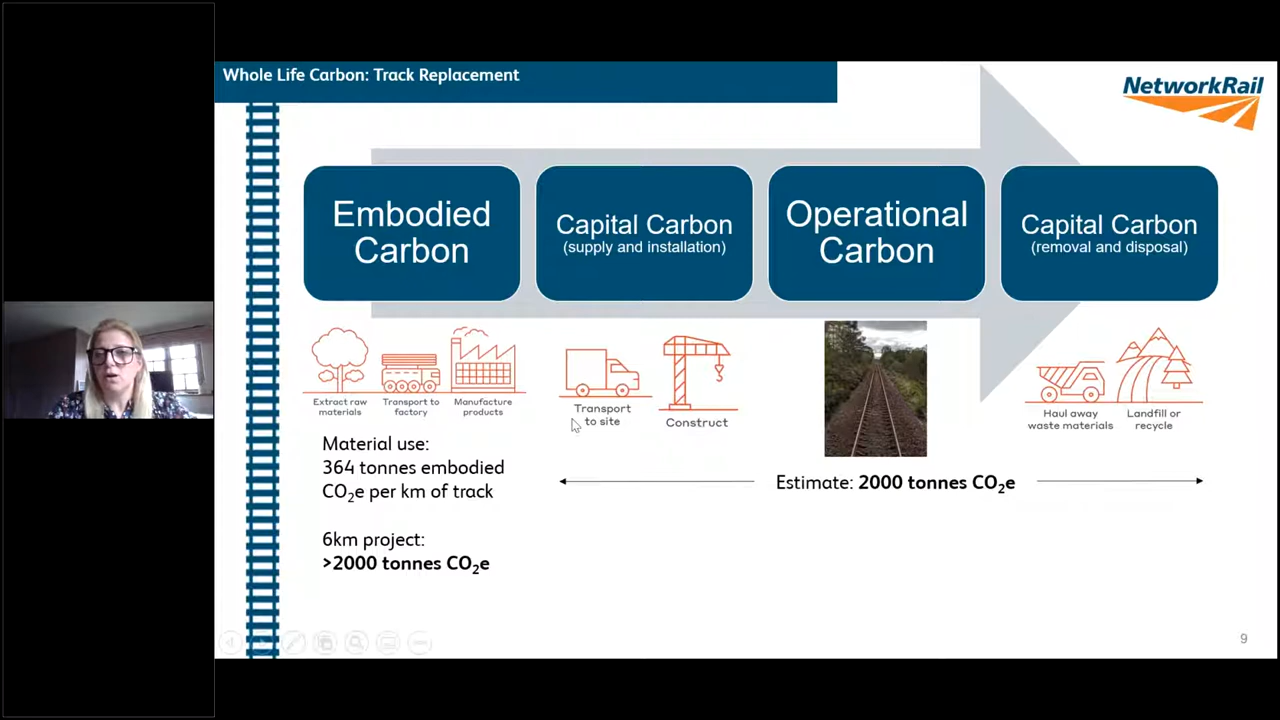 Whole Life Carbon: Track Replacement
NetworkRail
Embodied
Carbon
Capital Carbon
(supply and installation)
Operational
Carbon
Capital Carbon
(removal and disposal)
Extract raw
materials
Transport to
factory
Manufacture
products
Transport
to site
Construct
Haul away
waste materials
Landfill or
recycle
Material use:
364 tonnes embodied
CO₂e per km of track
6km project:
>2000 tonnes CO₂e
Estimate: 2000 tonnes CO₂e
9